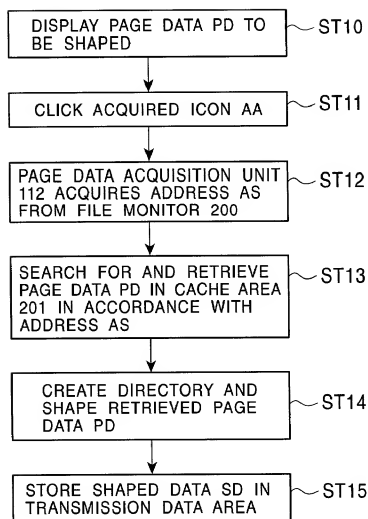 DISPLAY PAGE DATA PD TO
BE SHAPED
ST10
CLICK ACQUIRED ICON AA
ST11
PAGE DATA ACQUISITION UNIT
112 ACQUIRES ADDRESS AS
FROM FILE MONITOR 200
ST12
SEARCH FOR AND RETRIEVE
PAGE DATA PD IN CACHE AREA
201 IN ACCORDANCE WITH
ADDRESS AS
ST13
CREATE DIRECTORY AND
SHAPE RETRIEVED PAGE
DATA PD
ST14
STORE SHAPED DATA SD IN
TRANSMISSION DATA AREA
ST15